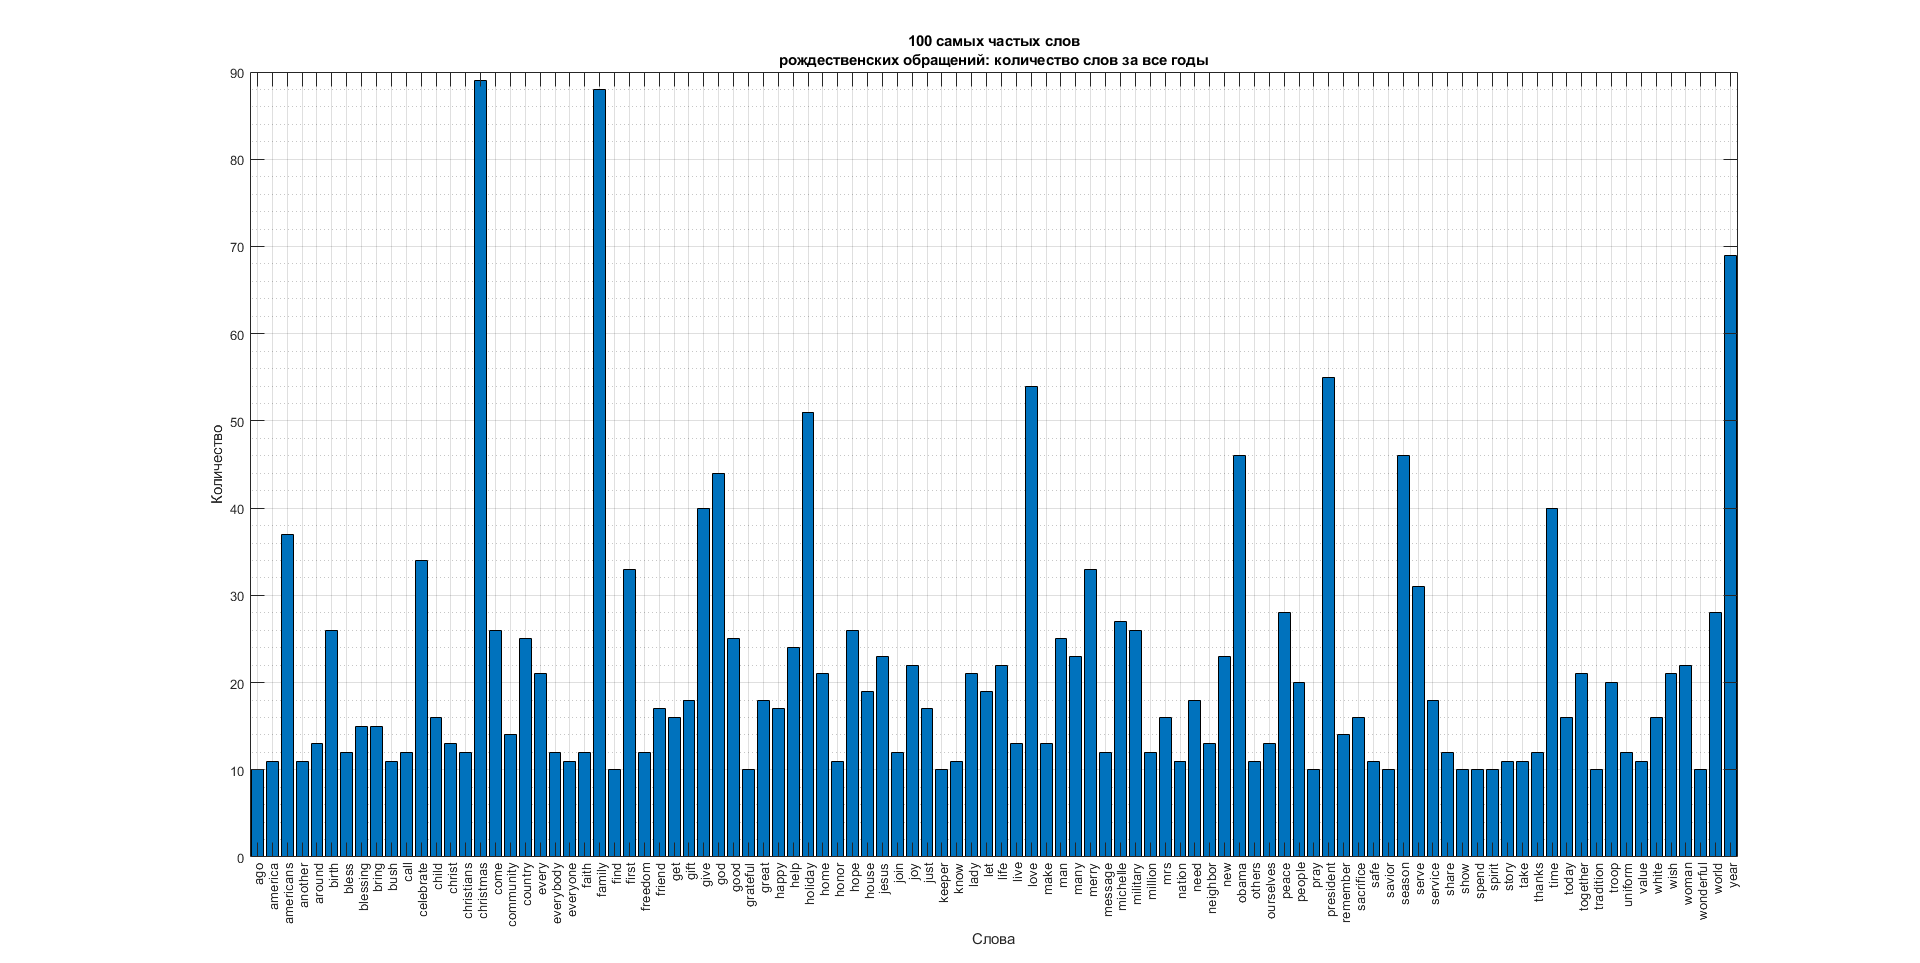 100 самых частых слов
рождественских обращений: количество слов за все годы
90
80
70
60
50
40
30
20
10
0
Количество
ago
america
americans
another
around
birth
bless
blessing
bring
bush
call
celebrate
child
christ
christians
christmas
come
community
country
every
everybody
everyone
faith
family
find
first
freedom
friend
get
gift
give
god
good
grateful
great
happy
help
holiday
home
honor
hope
house
jesus
join
joy
just
keeper
know
lady
let
life
live
love
make
man
many
merry
message
michelle
military
million
mrs
nation
need
neighbor
new
obama
others
ourselves
peace
people
pray
president
remember
sacrifice
safe
savior
season
serve
service
share
show
spend
spirit
story
take
thanks
time
today
together
tradition
troop
uniform
value
white
wish
woman
wonderful
world
year
Слова